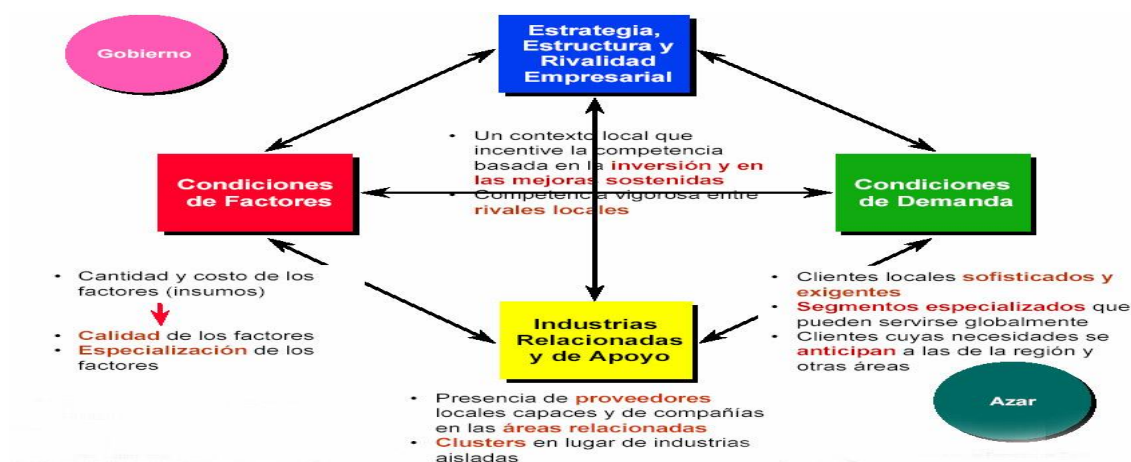 Gobierno
Estrategia,
Estructura y
Rivalidad
Empresarial
• Un contexto local que
incentive la competencia
basada en la inversión y en
las mejoras sostenidas
• Competencia vigorosa entre
rivales locales
Condiciones
de Factores
Condiciones
de Demanda
• Cantidad y costo de los
factores (insumos)
• Calidad de los factores
• Especialización de los
factores
Industrias
Relacionadas
y de Apoyo
• Clientes locales sofisticados y
exigentes
• Segmentos especializados que
pueden servirse globalmente
• Clientes cuyas necesidades se
anticipan a las de la región y
otras áreas
• Presencia de proveedores
locales capaces y de compañías
en las áreas relacionadas
• Clusters en lugar de industrias
aisladas
Azar